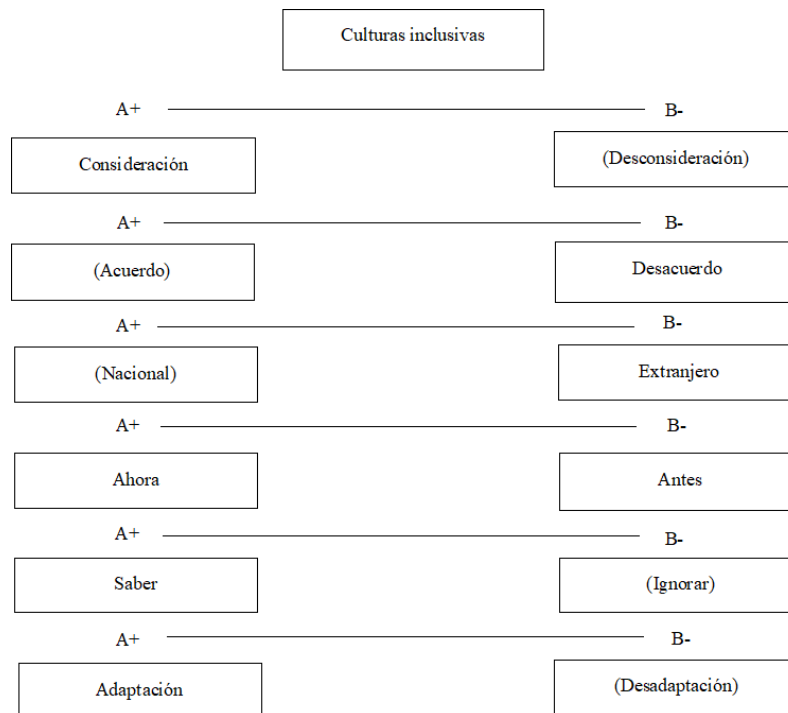 Culturas inclusivas
A+ B-
Consideración (Desconsideración)
A+ B-
(Acuerdo) Desacuerdo
A+ B-
(Nacional) Extranjero
A+ B-
Ahora Antes
A+ B-
Saber (Ignorar)
A+ B-
Adaptación (Desadaptación)